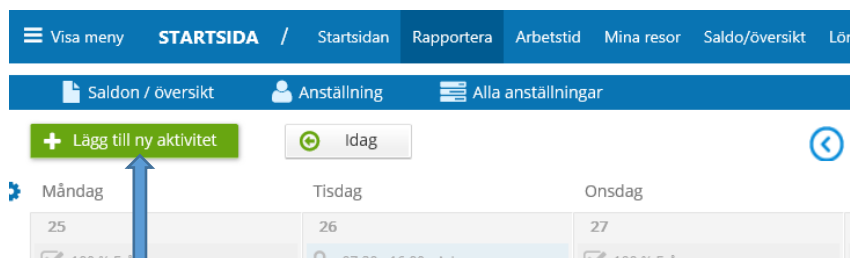 Visa meny STARTSIDA / Startsidan Rapportera Arbetstid Mina resor Saldo/översikt
Saldon / översikt Anställning Alla anställningar
Lägg till ny aktivitet Idag
Måndag Tisdag Onsdag
25 26 27